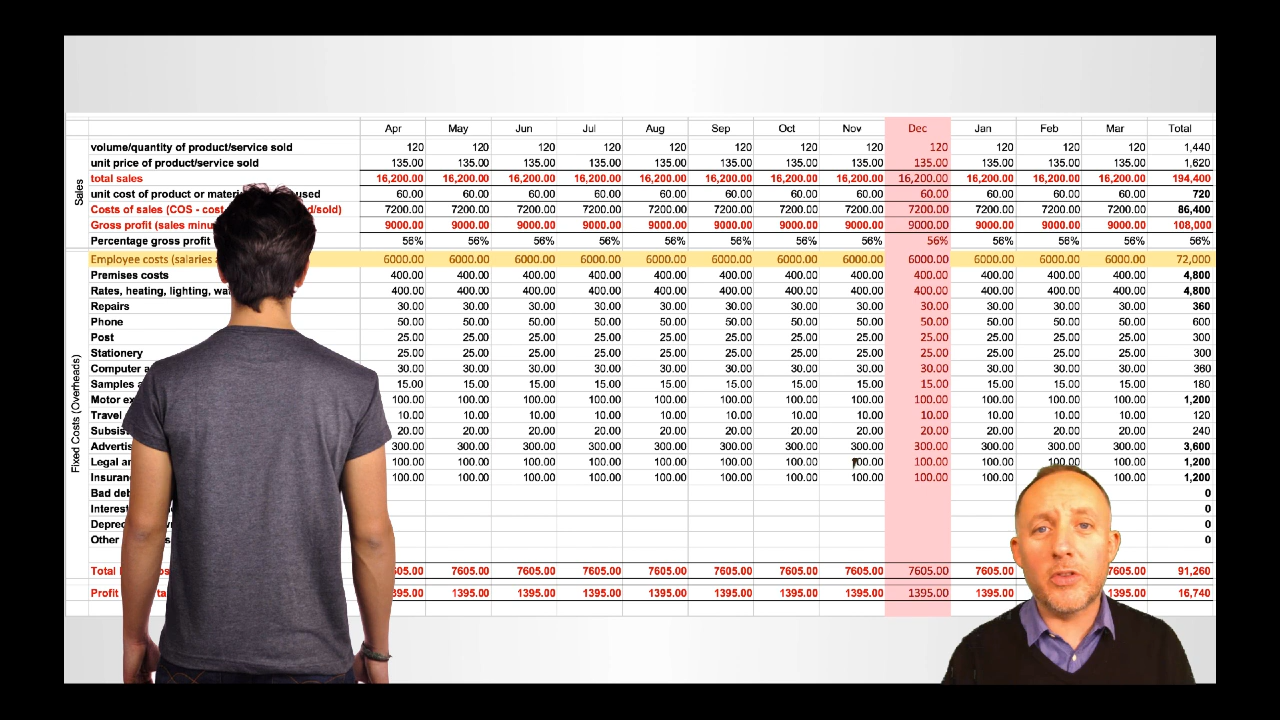 Apr May Jun Jul Aug Sep Oct Nov Dec Jan Feb Mar Total
Sales
volume/quantity of product/service sold 120 120 120 120 120 120 120 120 120 120 120 120 1,440
unit price of product/service sold 135.00 135.00 135.00 135.00 135.00 135.00 135.00 135.00 135.00 135.00 135.00 135.00 1,620
total sales 16,200.00 16,200.00 16,200.00 16,200.00 16,200.00 16,200.00 16,200.00 16,200.00 16,200.00 16,200.00 16,200.00 16,200.00 194,400
unit cost of product or used 60.00 60.00 60.00 60.00 60.00 60.00 60.00 60.00 60.00 60.00 60.00 60.00 720
Costs of sales (COS - d/sold) 7200.00 7200.00 7200.00 7200.00 7200.00 7200.00 7200.00 7200.00 7200.00 7200.00 7200.00 7200.00 86,400
Gross profit (sales 9000.00 9000.00 9000.00 9000.00 9000.00 9000.00 9000.00 9000.00 9000.00 9000.00 9000.00 9000.00 108,000
Percentage gross profit 56% 56% 56% 56% 56% 56% 56% 56% 56% 56% 56% 56% 56%
Fixed Costs (Overheads)
Employee costs (salaries 6000.00 6000.00 6000.00 6000.00 6000.00 6000.00 6000.00 6000.00 6000.00 6000.00 6000.00 6000.00 72,000
Premises costs 400.00 400.00 400.00 400.00 400.00 400.00 400.00 400.00 400.00 400.00 400.00 400.00 4,800
Rates, heating, lighting, 400.00 400.00 400.00 400.00 400.00 400.00 400.00 400.00 400.00 400.00 400.00 400.00 4,800
Repairs 30.00 30.00 30.00 30.00 30.00 30.00 30.00 30.00 30.00 30.00 30.00 30.00 360
Phone 50.00 50.00 50.00 50.00 50.00 50.00 50.00 50.00 50.00 50.00 50.00 50.00 600
Post 25.00 25.00 25.00 25.00 25.00 25.00 25.00 25.00 25.00 25.00 25.00 25.00 300
Stationery 25.00 25.00 25.00 25.00 25.00 25.00 25.00 25.00 25.00 25.00 25.00 25.00 300
Computer 30.00 30.00 30.00 30.00 30.00 30.00 30.00 30.00 30.00 30.00 30.00 30.00 360
Samples 15.00 15.00 15.00 15.00 15.00 15.00 15.00 15.00 15.00 15.00 15.00 15.00 180
Motor 100.00 100.00 100.00 100.00 100.00 100.00 100.00 100.00 100.00 100.00 100.00 100.00 1,200
Travel 10.00 10.00 10.00 10.00 10.00 10.00 10.00 10.00 10.00 10.00 10.00 10.00 120
Subsis 20.00 20.00 20.00 20.00 20.00 20.00 20.00 20.00 20.00 20.00 20.00 20.00 240
Advertis 300.00 300.00 300.00 300.00 300.00 300.00 300.00 300.00 300.00 300.00 300.00 300.00 3,600
Legal 100.00 100.00 100.00 100.00 100.00 100.00 100.00 100.00 100.00 100.00 100.00 100.00 1,200
Insuran 100.00 100.00 100.00 100.00 100.00 100.00 100.00 100.00 100.00 100.00 100.00 1,200
Bad 0
Interes 0
Deprec 0
Other 0
Total 605.00 7605.00 7605.00 7605.00 7605.00 7605.00 7605.00 7605.00 7605.00 7605.00 7605.00 7605.00 91,260
Profit 395.00 1395.00 1395.00 1395.00 1395.00 1395.00 1395.00 1395.00 1395.00 1395.00 1395.00 16,740